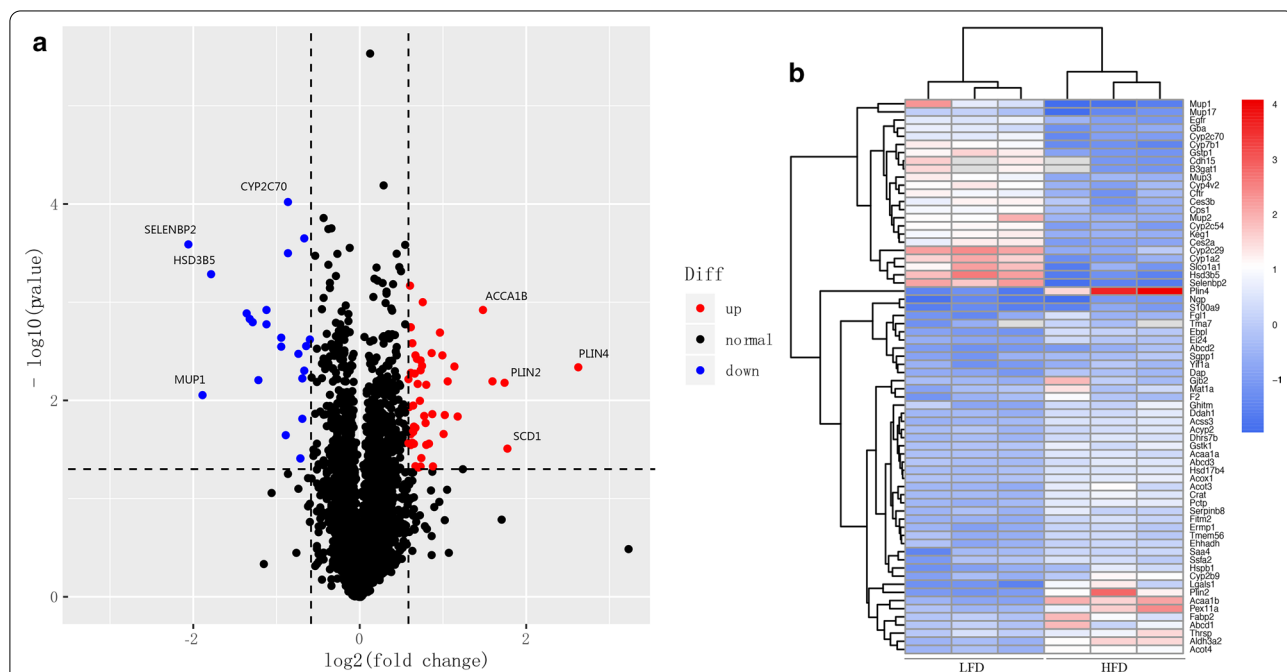 a
CYP2C70
SELENBP2
HSD3B5
MUP1
ACCA1B
PLIN4
PLIN2
SCD1
4
2
0
-2
0
2
- log10(pvalue)
log2(fold change)
Diff
up
normal
down
b
Mup1
Mup17
Egfr
Gba
Cyp2c70
Cyp7b1
Gstp1
Cdh15
B3gat1
Mup3
Cyp4v2
Cftr
Ces3b
Cps1
Mup2
Cyp2c54
Keg1
Ces2a
Cyp2c29
Cyp1a2
Slco1a1
Hsd3b5
Selenbp2
Plin4
Ngp
S100a9
Fgl1
Tma7
Ebpl
Ei24
Abcd2
Sgpp1
Yif1a
Dap
Gjb2
Mat1a
F2
Ghitm
Ddah1
Acss3
Acyp2
Dhrs7b
Gstk1
Acaa1a
Abcd3
Hsd17b4
Acox1
Acot3
Crat
Pctp
Serpinb8
Fitm2
Ermp1
Tmem56
Ehhadh
Saa4
Ssfa2
Hspb1
Cyp2b9
Lgals1
Plin2
Acaa1b
Pex11a
Fabp2
Abcd1
Thrsp
Aldh3a2
Acot4
LFD
HFD
4
3
2
1
0
−1